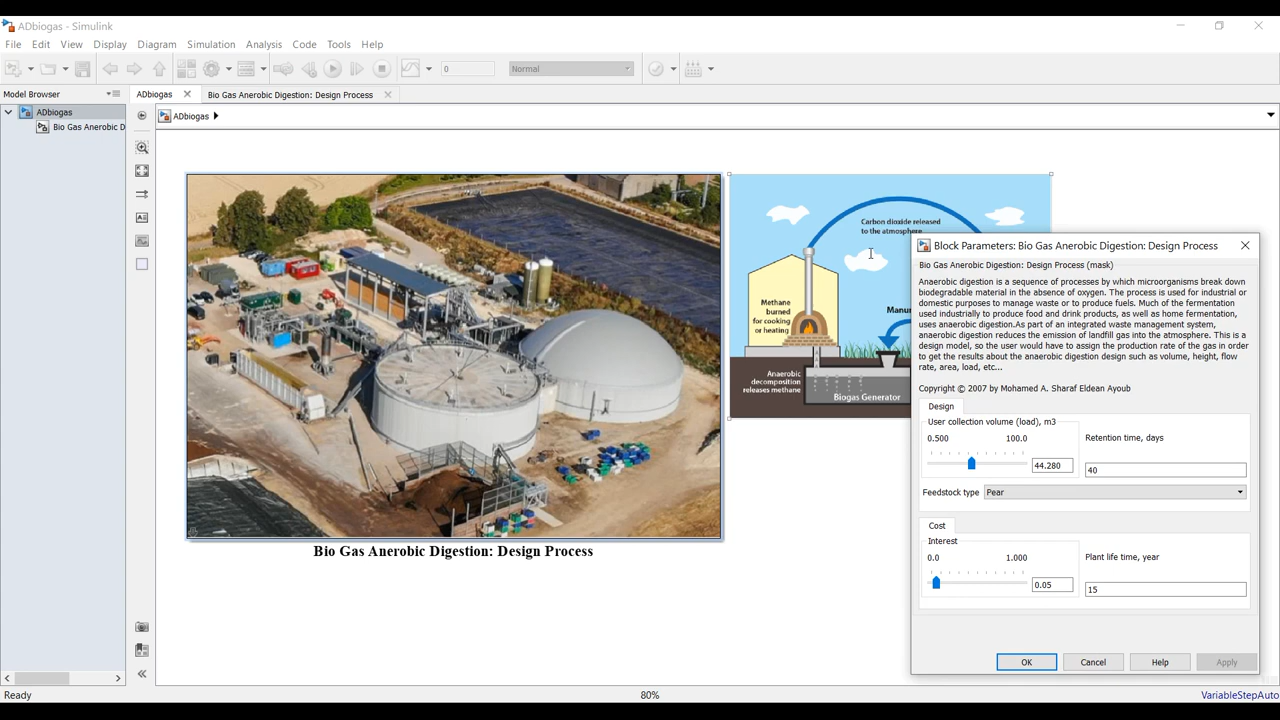 ADbiogas - Simulink
File Edit View Display Diagram Simulation Analysis Code Tools Help
0 Normal
Model Browser
ADbiogas
Bio Gas Anerobic Digestion: Design Process
ADbiogas
Bio Gas Anerobic D
ADbiogas
Carbon dioxide released
to the atmosphere
Methane
burned
for cooking
or heating
Manu
Anaerobic
decomposition
releases methane
Biogas Generator
Bio Gas Anerobic Digestion: Design Process
Block Parameters: Bio Gas Anerobic Digestion: Design Process
Bio Gas Anerobic Digestion: Design Process (mask)
Anaerobic digestion is a sequence of processes by which microorganisms break down
biodegradable material in the absence of oxygen. The process is used for industrial or
domestic purposes to manage waste or to produce fuels. Much of the fermentation
used industrially to produce food and drink products, as well as home fermentation,
uses anaerobic digestion.As part of an integrated waste management system,
anaerobic digestion reduces the emission of landfill gas into the atmosphere. This is a
design model, so the user would have to assign the production rate of the gas in order
to get the results about the anaerobic digestion design such as volume, height, flow
rate, area, load, etc...
Copyright © 2007 by Mohamed A. Sharaf Eldean Ayoub
Design
User collection volume (load), m3
0.500 100.0
44.280
Retention time, days
40
Feedstock type Pear
Cost
Interest
0.0 1.000
0.05
Plant life time, year
15
OK Cancel Help Apply
Ready 80% VariableStepAuto